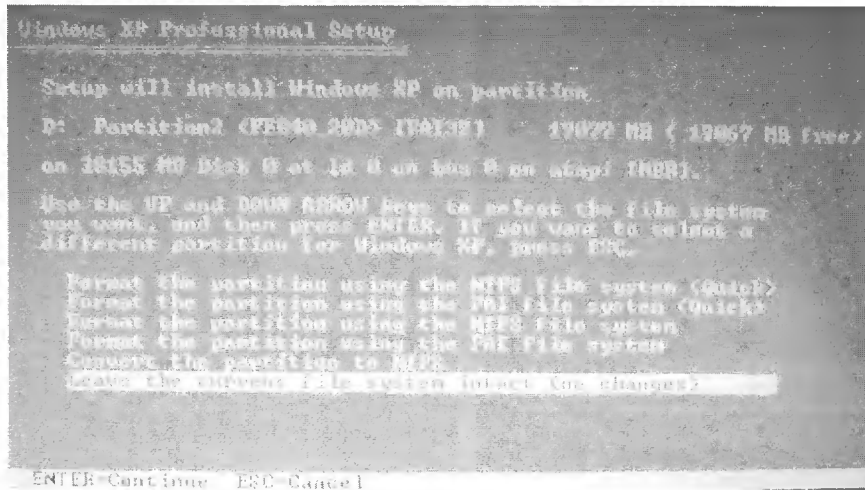 Windows XP Professional Setup
Setup will install Windows XP on partition
D: Partition2 [FAT32] MB ( MB free)
on 38155 MB Disk 0 at Id 0 on bus 0 on atapi [MBR].
Use the UP and DOWN ARROW keys to select the file system
you want, and then press ENTER. If you want to select a
different partition for Windows XP, press ESC.
Format the partition using the NTFS file system (Quick)
Format the partition using the FAT file system (Quick)
Format the partition using the NTFS file system
Format the partition using the FAT file system
Convert the partition to NTFS
Leave the current file system intact (no changes)
ENTER=Continue ESC=Cancel